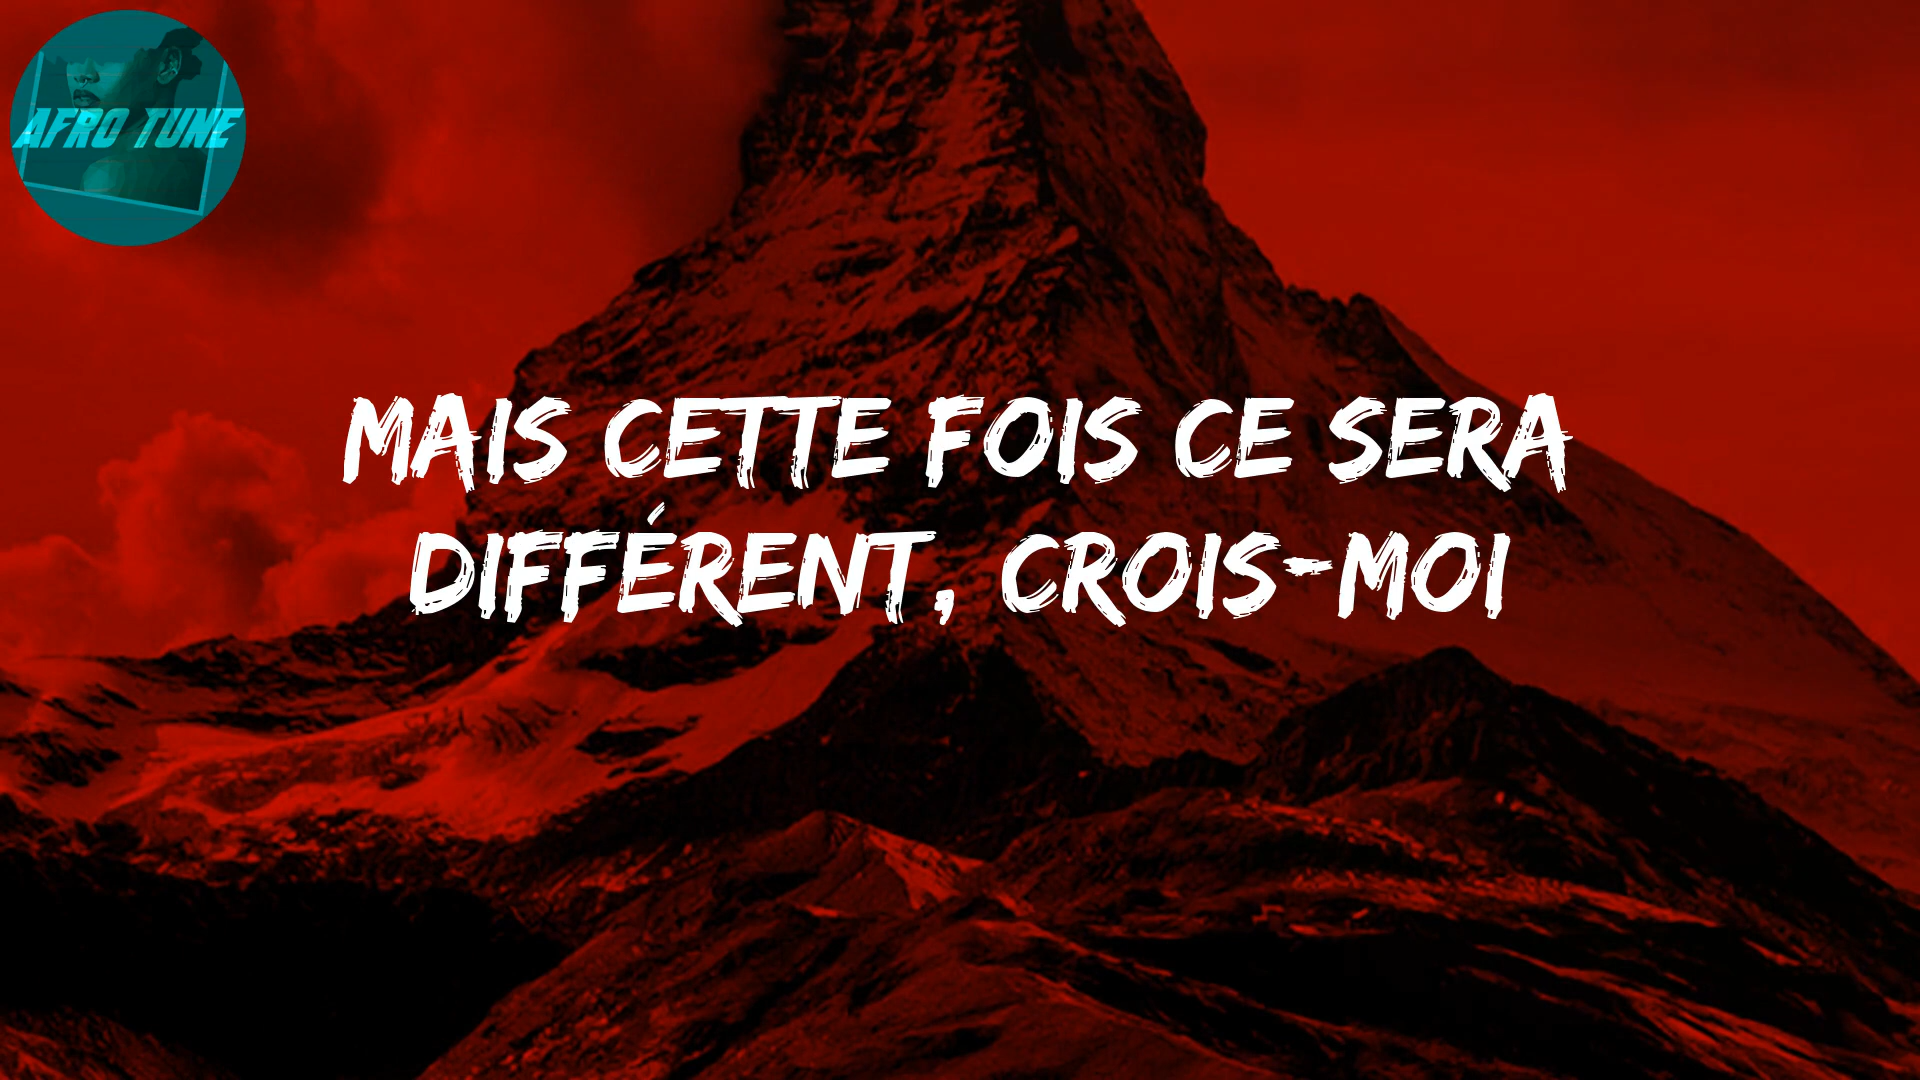 AFRO TUNE
MAIS CETTE FOIS CE SERA
DIFFÉRENT, CROIS-MOI